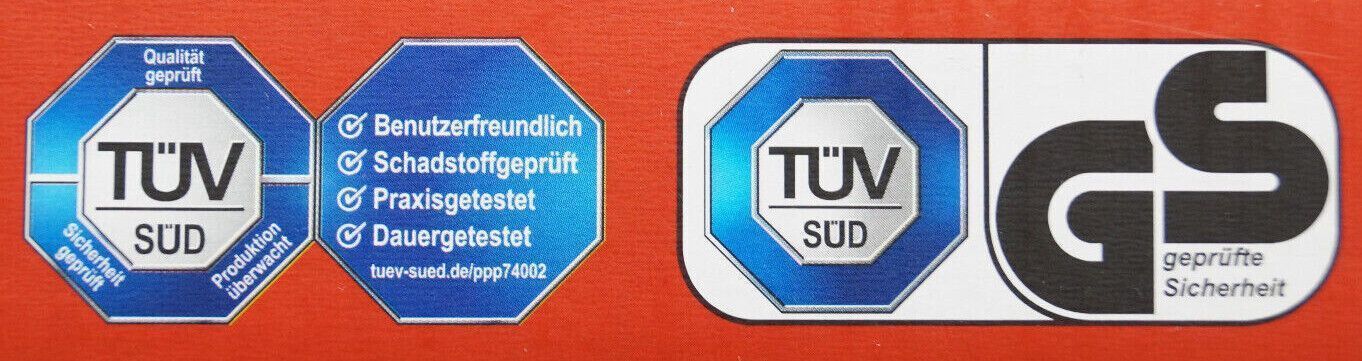 Qualität
geprüft
TÜV
SÜD
Sicherheit
geprüft
Produktion
überwacht
Benutzerfreundlich
Schadstoffgeprüft
Praxisgetestet
Dauergetestet
tuev-sued.de/ppp74002
TÜV
SÜD
GS
geprüfte
Sicherheit